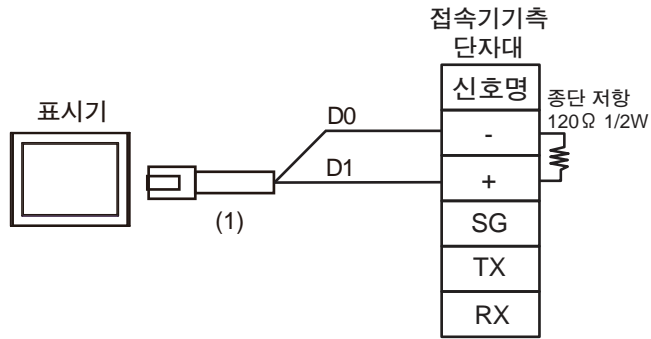 접속기기측
단자대
신호명
표시기
종단 저항
120Ω 1/2W
D0
-
D1
+
(1)
SG
TX
RX